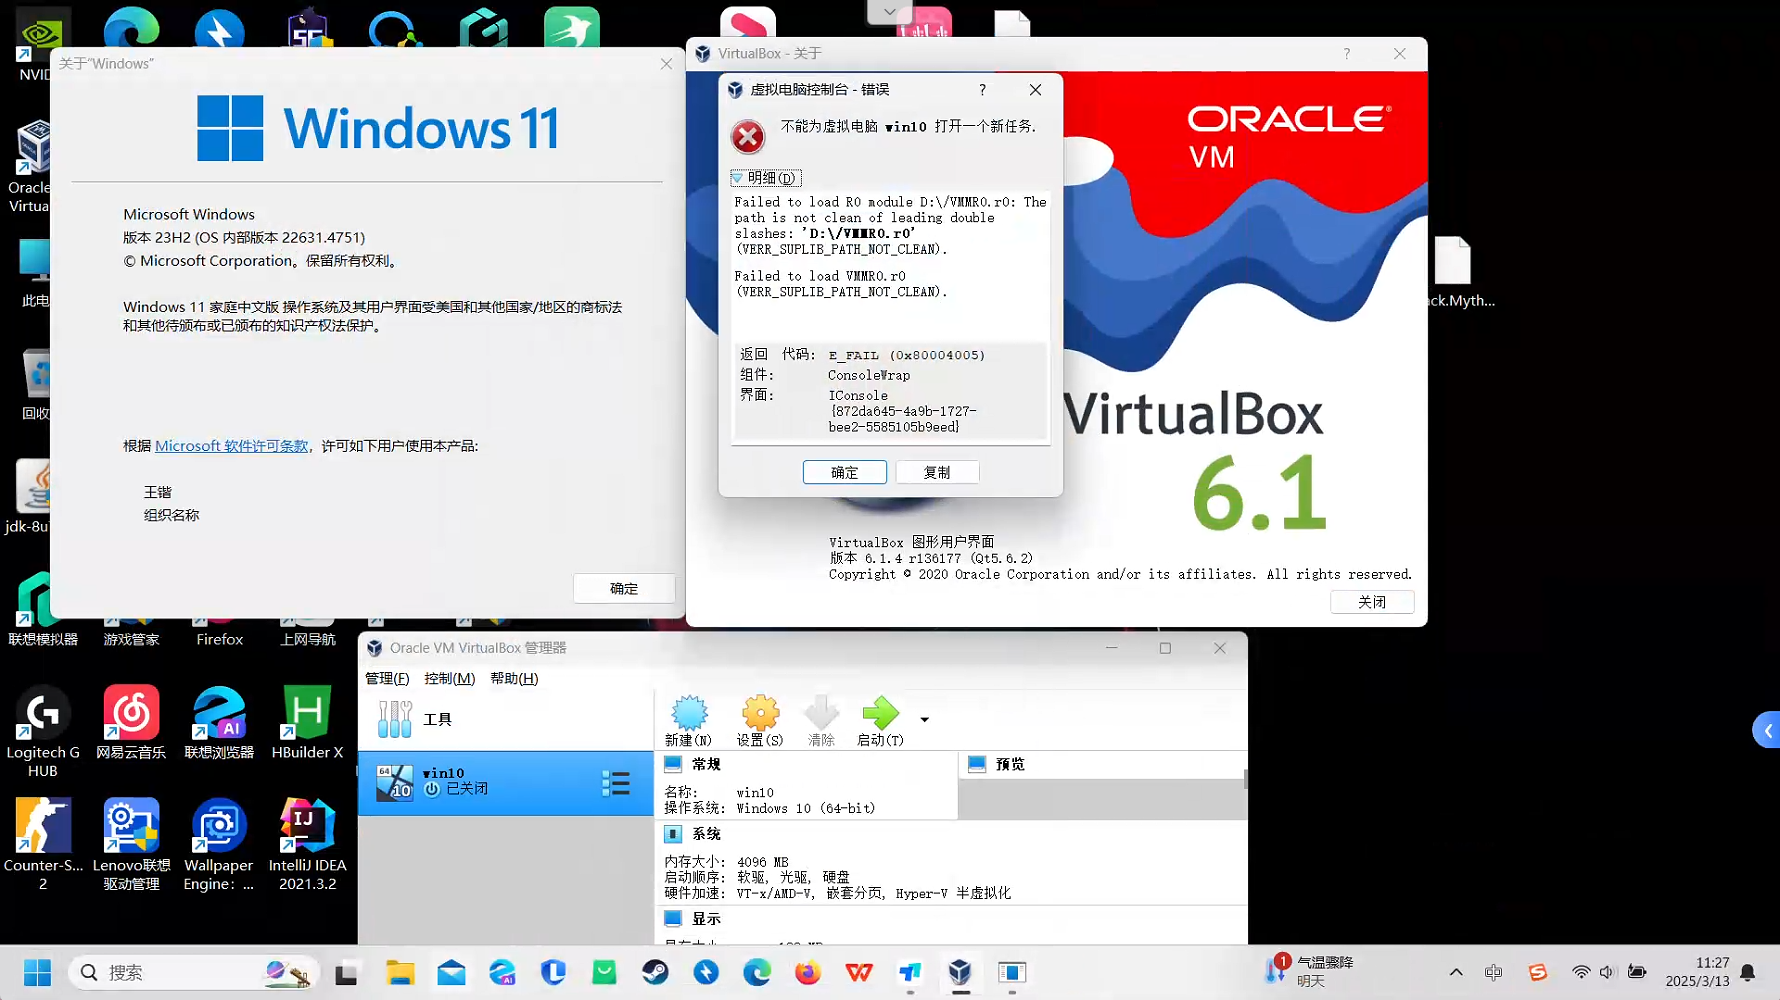 NVID
关于"Windows"
Windows 11
Microsoft Windows
版本 23H2 (OS 内部版本 22631.4751)
© Microsoft Corporation。保留所有权利。
Windows 11 家庭中文版 操作系统及其用户界面受美国和其他国家/地区的商标法
和其他待颁布或已颁布的知识产权法保护。
根据 Microsoft 软件许可条款，许可如下用户使用本产品:
王锴
组织名称
确定
Oracle
Virtua
此电
回收
jdk-8u
VirtualBox - 关于
ORACLE®
VM
VirtualBox
6.1
虚拟电脑控制台 - 错误
不能为虚拟电脑 win10 打开一个新任务.
明细(D)
Failed to load R0 module D:\/VMMR0.r0: The
path is not clean of leading double
slashes: 'D:\/VMMR0.r0'
(VERR_SUPLIB_PATH_NOT_CLEAN).
Failed to load VMMR0.r0
(VERR_SUPLIB_PATH_NOT_CLEAN).
返回 代码: E_FAIL (0x80004005)
组件: ConsoleWrap
界面: IConsole
{872da645-4a9b-1727-
bee2-5585105b9eed}
确定
复制
VirtualBox 图形用户界面
版本 6.1.4 r136177 (Qt5.6.2)
Copyright © 2020 Oracle Corporation and/or its affiliates. All rights reserved.
关闭
ck.Myth...
联想模拟器
游戏管家
Firefox
上网导航
Logitech G
HUB
网易云音乐
联想浏览器
HBuilder X
Counter-S...
2
Lenovo联想
驱动管理
Wallpaper
Engine：...
IntelliJ IDEA
2021.3.2
Oracle VM VirtualBox 管理器
管理(F)
控制(M)
帮助(H)
工具
新建(N)
设置(S)
清除
启动(T)
64
10
win10
已关闭
常规
名称: win10
操作系统: Windows 10 (64-bit)
预览
系统
内存大小: 4096 MB
启动顺序: 软驱, 光驱, 硬盘
硬件加速: VT-x/AMD-V, 嵌套分页, Hyper-V 半虚拟化
显示
搜索
1
气温骤降
明天
中
11:27
2025/3/13